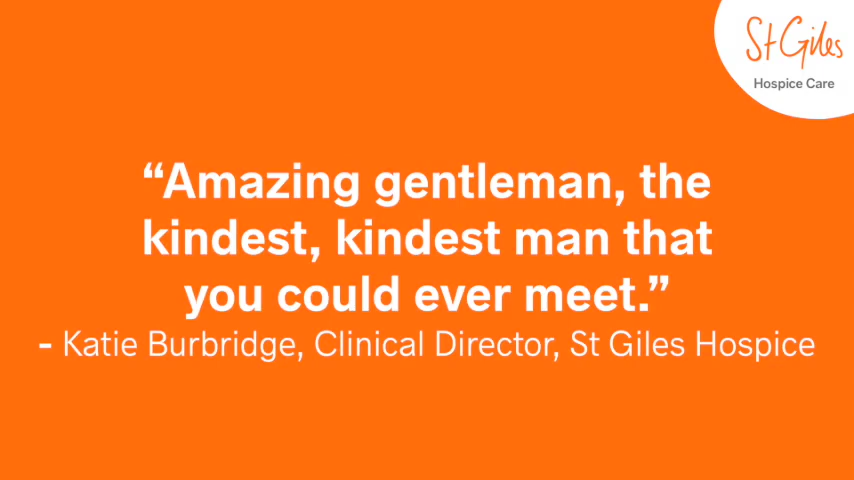 St Giles
Hospice Care
“Amazing gentleman, the
kindest, kindest man that
you could ever meet.”
- Katie Burbridge, Clinical Director, St Giles Hospice